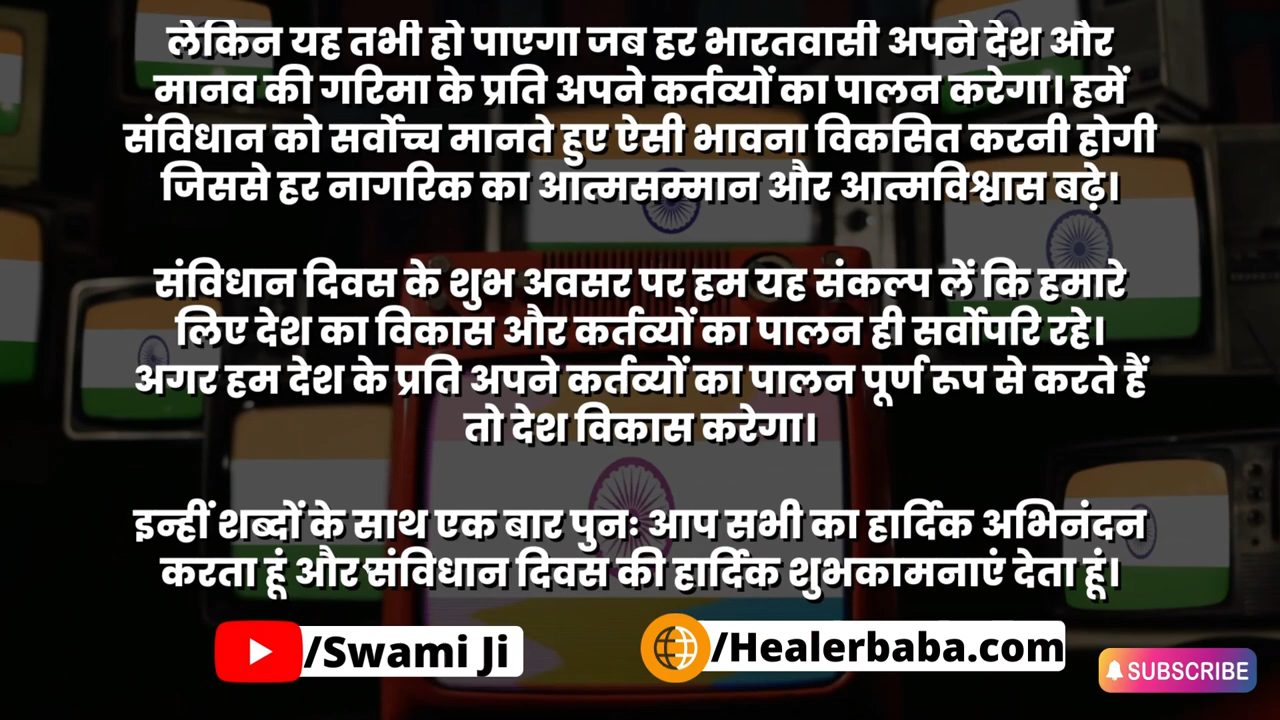 लेकिन यह तभी हो पाएगा जब हर भारतवासी अपने देश और
मानव की गरिमा के प्रति अपने कर्तव्यों का पालन करेगा। हमें
संविधान को सर्वोच्च मानते हुए ऐसी भावना विकसित करनी होगी
जिससे हर नागरिक का आत्मसम्मान और आत्मविश्वास बढ़े।
संविधान दिवस के शुभ अवसर पर हम यह संकल्प लें कि हमारे
लिए देश का विकास और कर्तव्यों का पालन ही सर्वोपरि रहे।
अगर हम देश के प्रति अपने कर्तव्यों का पालन पूर्ण रूप से करते हैं
तो देश विकास करेगा।
इन्हीं शब्दों के साथ एक बार पुनः आप सभी का हार्दिक अभिनंदन
करता हूं और संविधान दिवस की हार्दिक शुभकामनाएं देता हूं।
/Swami Ji
/Healerbaba.com
SUBSCRIBE